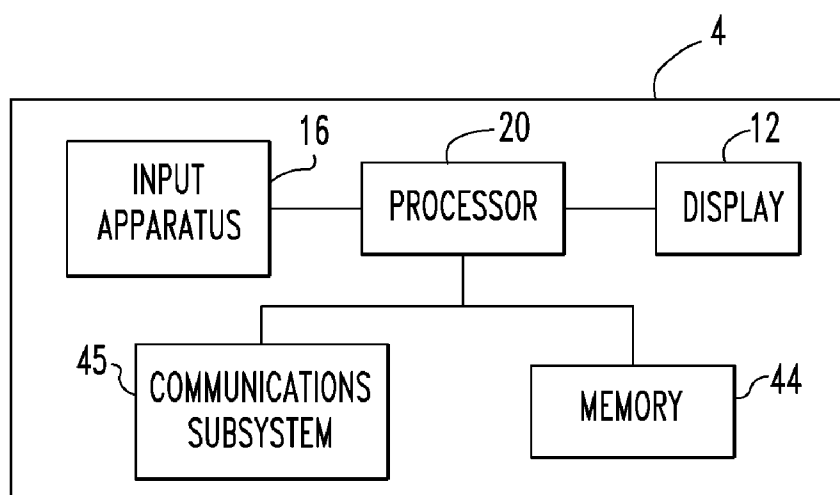 4
16
20
12
INPUT
APPARATUS
PROCESSOR
DISPLAY
45
COMMUNICATIONS
SUBSYSTEM
MEMORY
44